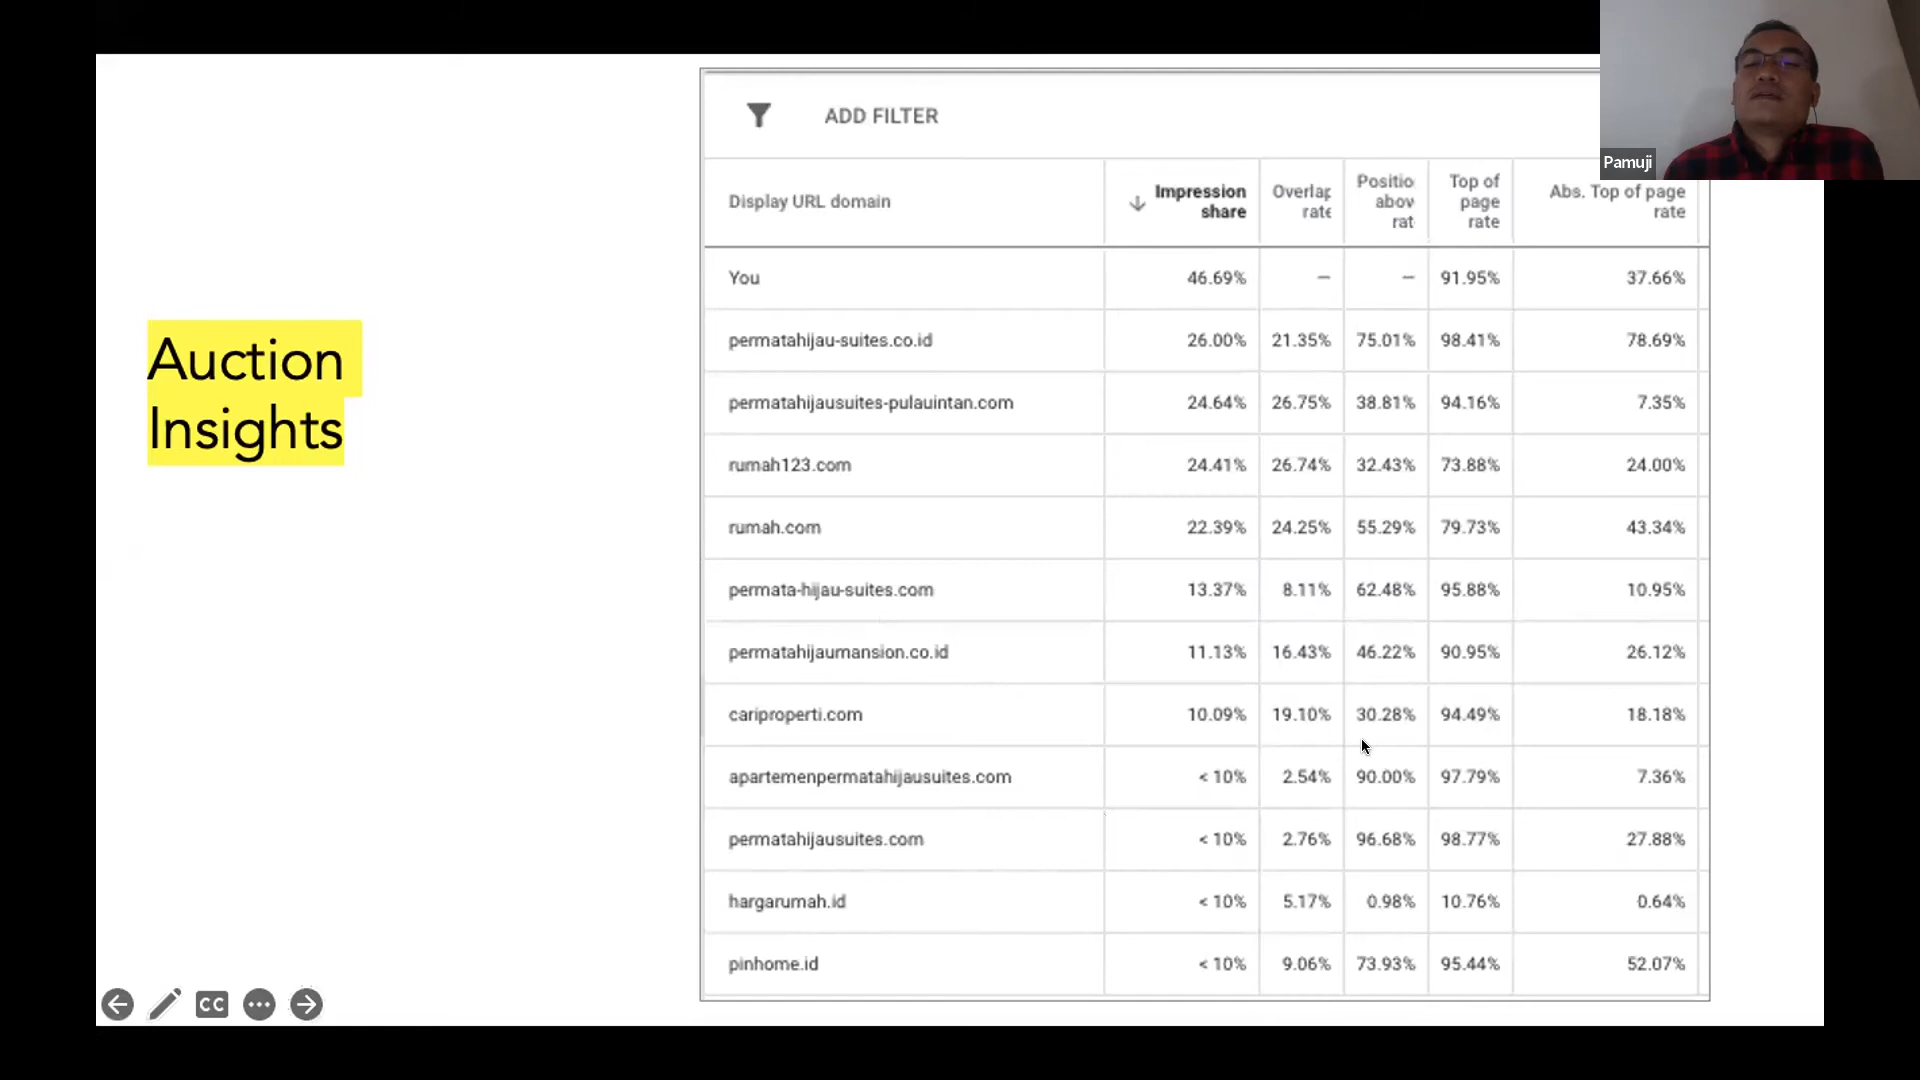 Auction
Insights
ADD FILTER
Display URL domain Impression share Overlap rate Positio abov rat Top of page rate Abs. Top of page rate
You 46.69% – – 91.95% 37.66%
permatahijau-suites.co.id 26.00% 21.35% 75.01% 98.41% 78.69%
permatahijausuites-pulauintan.com 24.64% 26.75% 38.81% 94.16% 7.35%
rumah123.com 24.41% 26.74% 32.43% 73.88% 24.00%
rumah.com 22.39% 24.25% 55.29% 79.73% 43.34%
permata-hijau-suites.com 13.37% 8.11% 62.48% 95.88% 10.95%
permatahijaumansion.co.id 11.13% 16.43% 46.22% 90.95% 26.12%
cariproperti.com 10.09% 19.10% 30.28% 94.49% 18.18%
apartemenpermatahijausuites.com < 10% 2.54% 90.00% 97.79% 7.36%
permatahijausuites.com < 10% 2.76% 96.68% 98.77% 27.88%
hargarumah.id < 10% 5.17% 0.98% 10.76% 0.64%
pinhome.id < 10% 9.06% 73.93% 95.44% 52.07%
CC
Pamuji